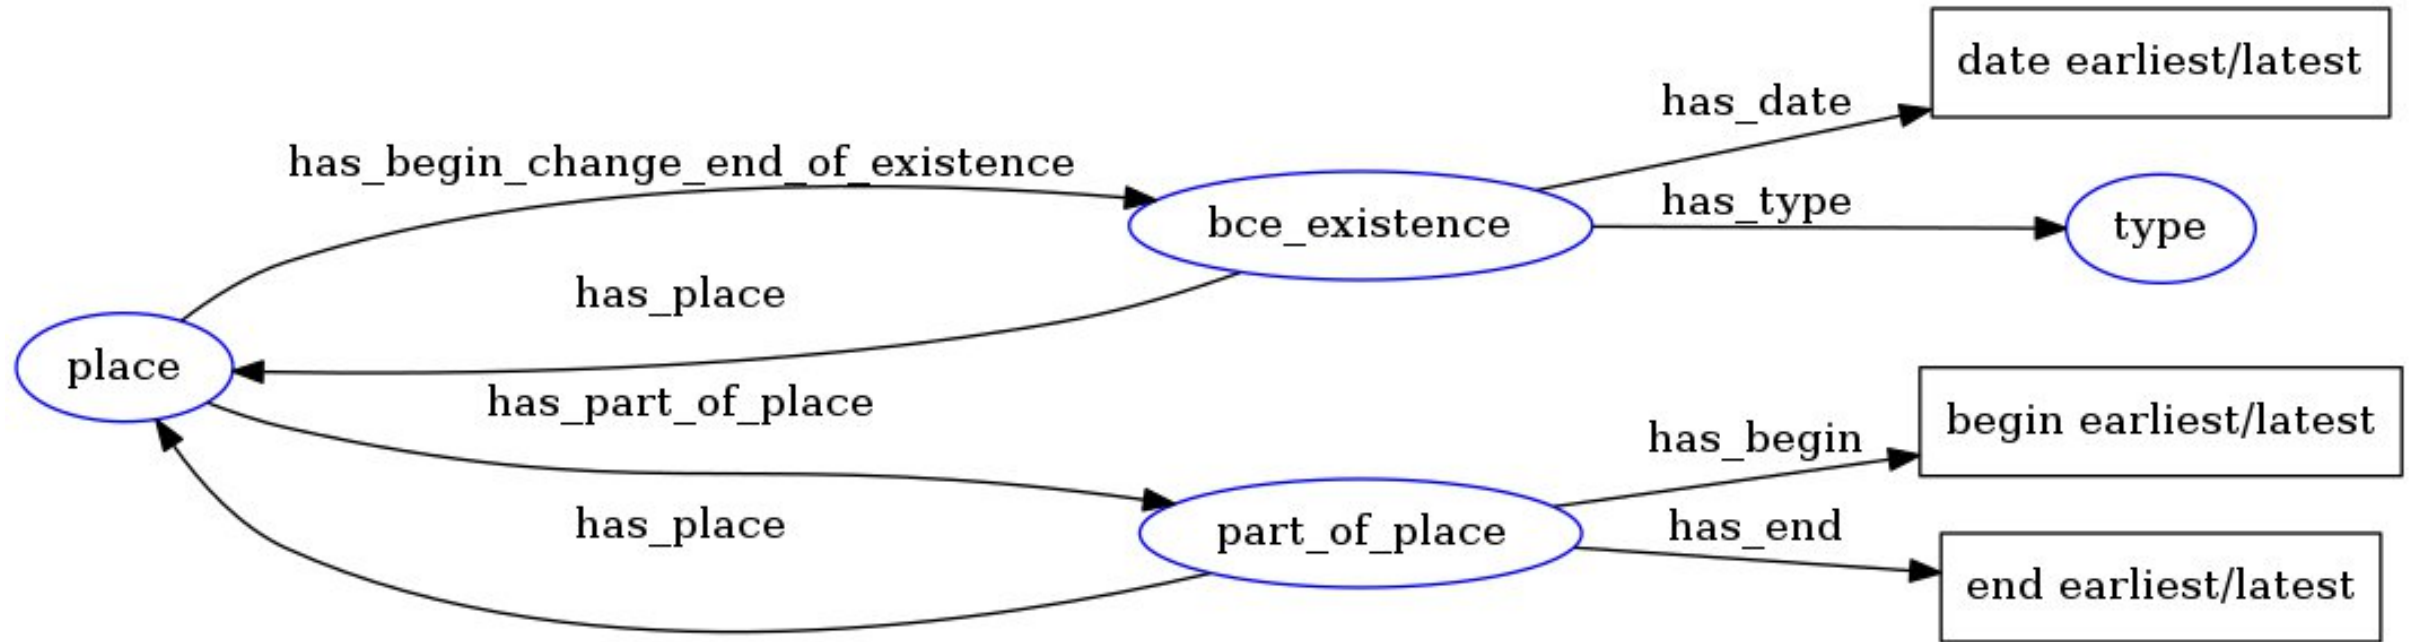 date earliest/latest
has_date
has_begin_change_end_of_existence
has_type
bce_existence
type
has_place
place
has_part_of_place
begin earliest/latest
has_begin
has_place
has_end
part_of_place
end earliest/latest